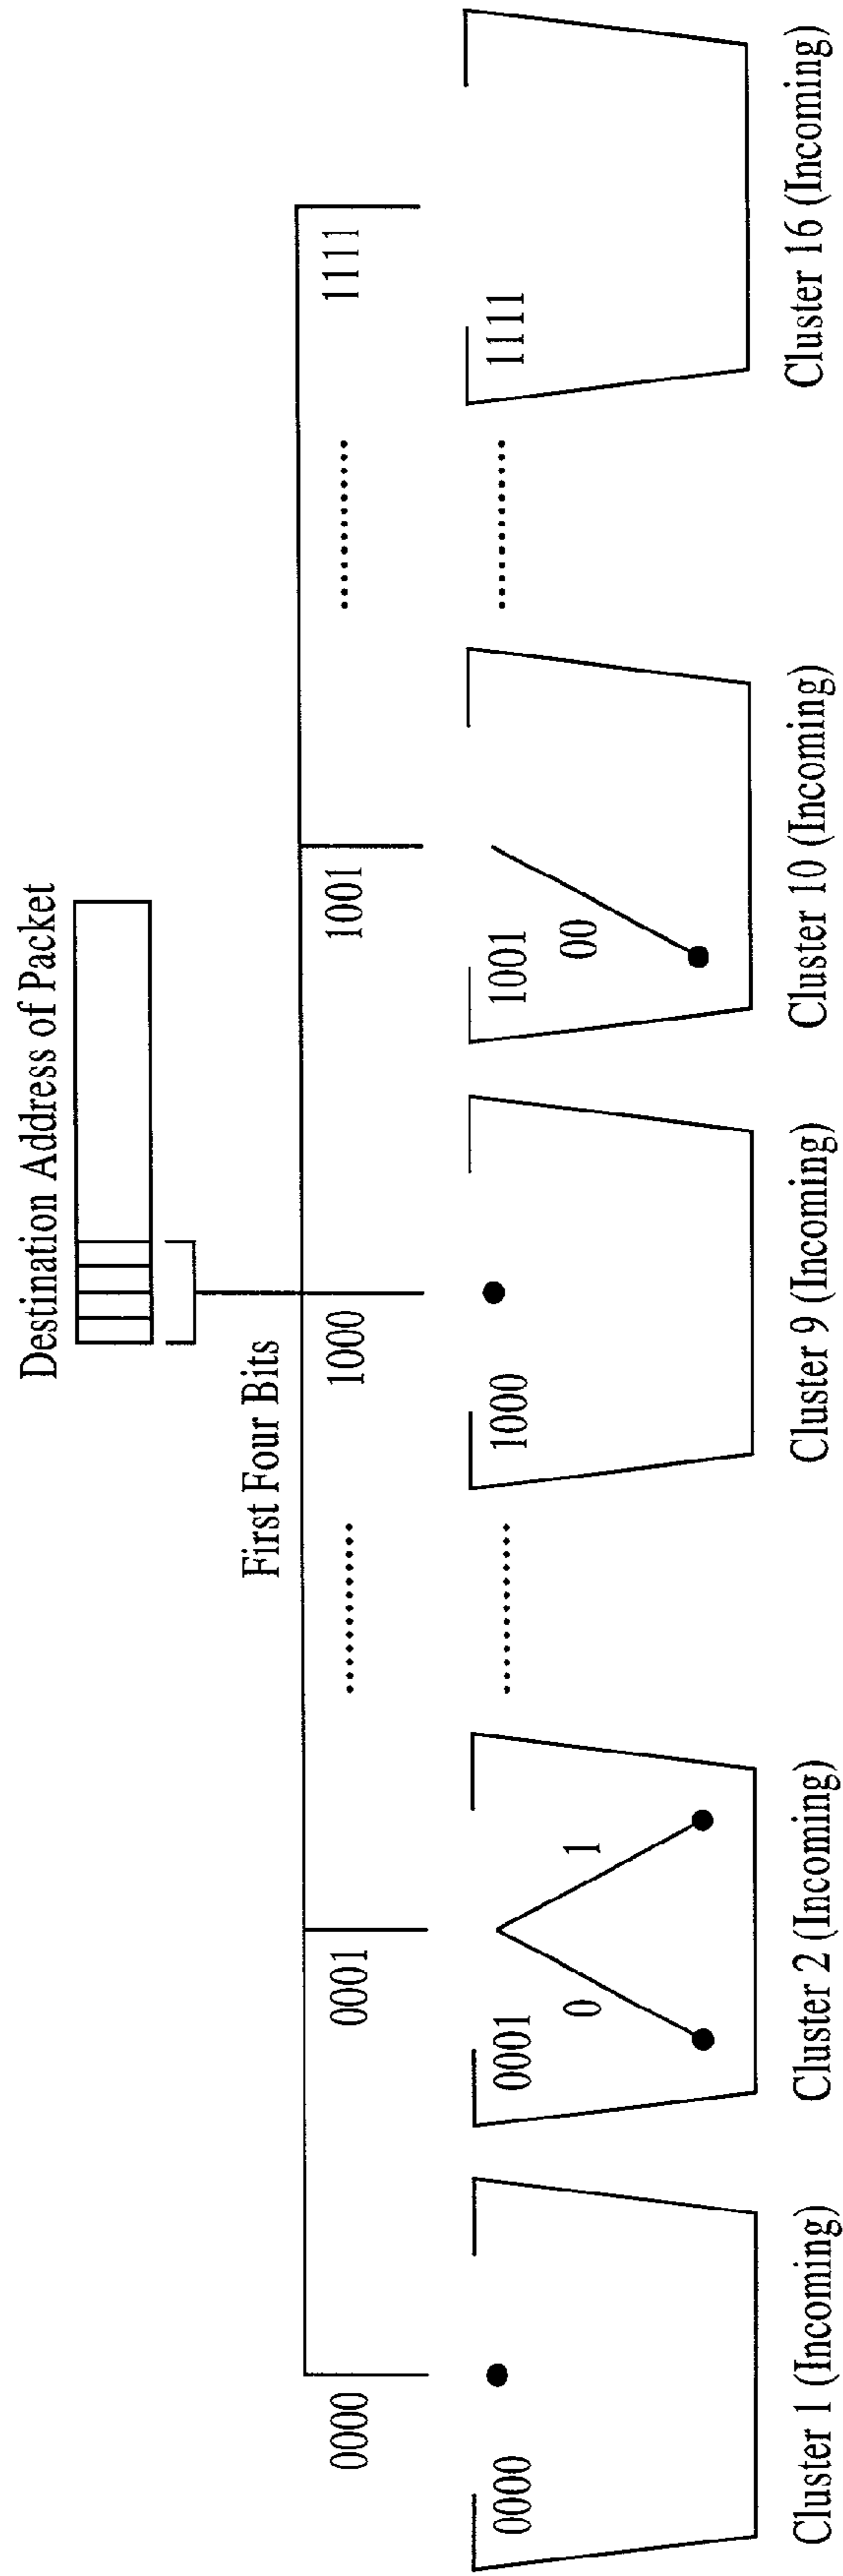 Destination Address of Packet
First Four Bits
0000
0001
1000
1001
1111
0000
0001
0
1
1000
1001
00
1111
Cluster 1 (Incoming)
Cluster 2 (Incoming)
Cluster 9 (Incoming)
Cluster 10 (Incoming)
Cluster 16 (Incoming)